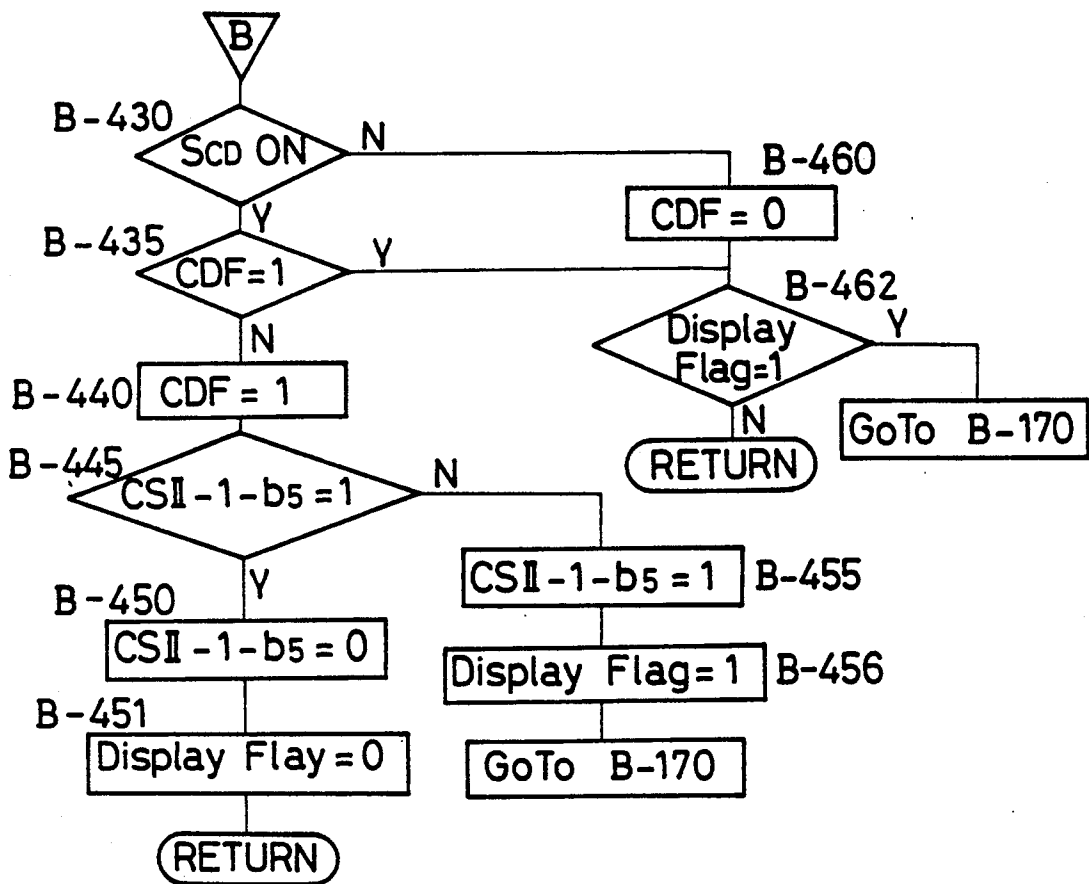 B
B-430
SCD ON
N
B-460
CDF = 0
Y
B-435
CDF=1
Y
B-462
Display
Flag=1
Y
N
N
B-440
CDF = 1
GoTo B-170
RETURN
B-445
CSⅡ-1-b5=1
N
Y
CSⅡ-1-b5=1
B-455
B-450
CSⅡ-1-b5=0
Display Flag=1
B-456
B-451
Display Flay=0
GoTo B-170
RETURN